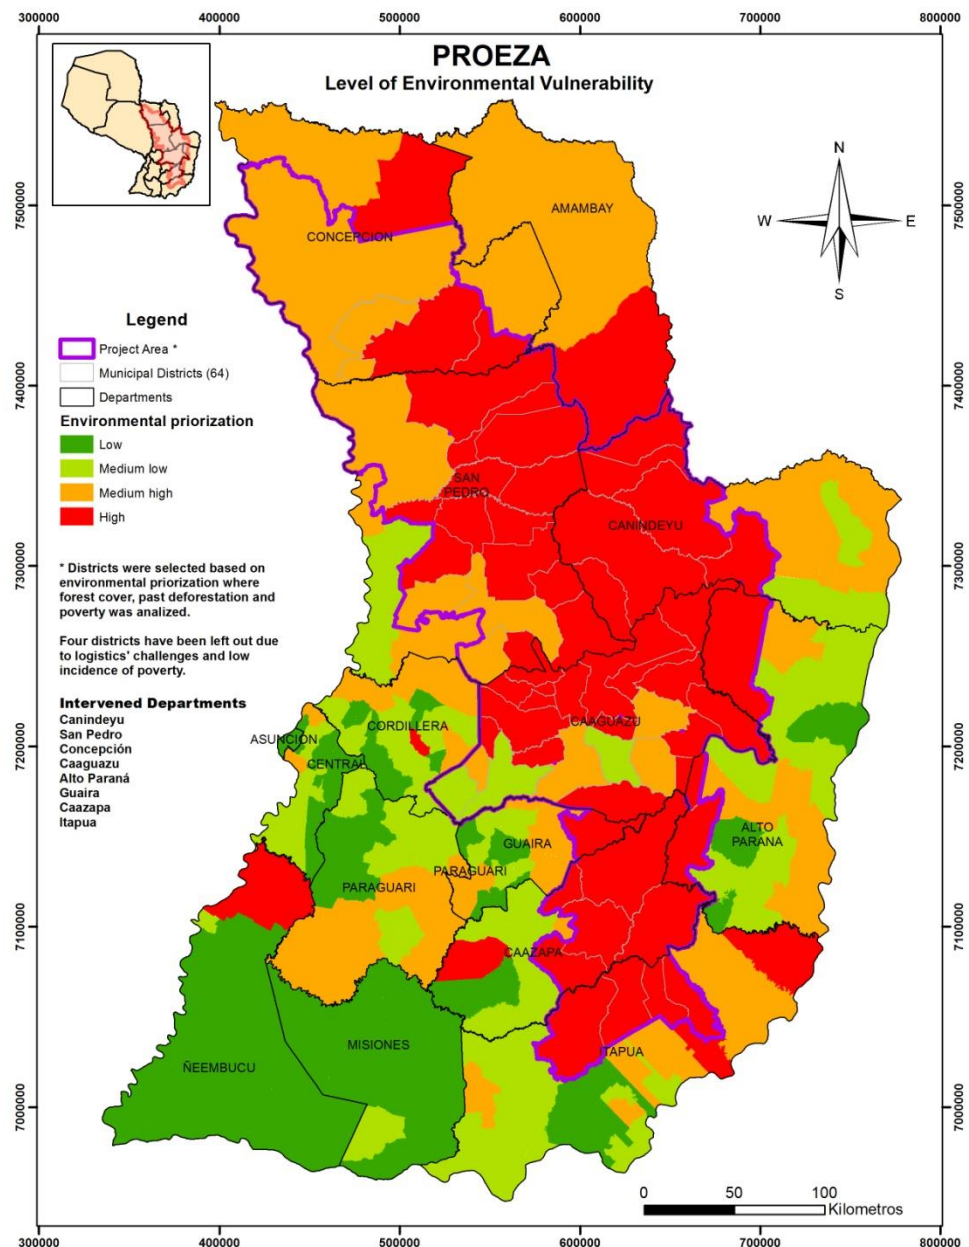 300000 400000 500000 600000 700000 800000
PROEZA
Level of Environmental Vulnerability
N
W E
S
7500000 7500000
7400000 7400000
7300000 7300000
7200000 7200000
7100000 7100000
7000000 7000000
Legend
Project Area *
Municipal Districts (64)
Departments
Environmental priorization
Low
Medium low
Medium high
High
* Districts were selected based on
environmental priorization where
forest cover, past deforestation and
poverty was analized.
Four districts have been left out due
to logistics' challenges and low
incidence of poverty.
Intervened Departments
Canindeyu
San Pedro
Concepción
Caaguazu
Alto Paraná
Guaira
Caazapa
Itapua
AMAMBAY
CONCEPCION
SAN
PEDRO
CANINDEYU
CORDILLERA
CAAGUAZU
ASUNCIÓN
CENTRAL
ALTO
PARANA
GUAIRA
PARAGUARI
PARAGUARI
CAAZAPA
MISIONES
ITAPUA
ÑEEMBUCU
0 50 100
Kilometros
300000 400000 500000 600000 700000 800000